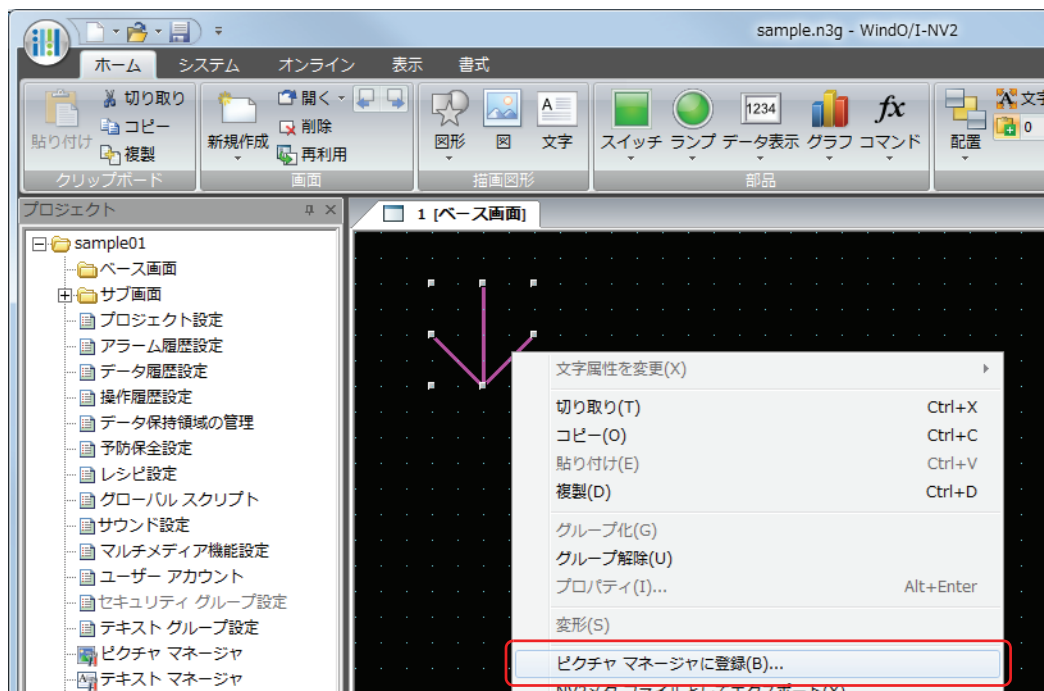 sample.n3g - WindO/I-NV2
ホーム システム オンライン 表示 書式
貼り付け
切り取り
コピー
複製
クリップボード
新規作成
開く
削除
再利用
画面
図形 図 文字
描画図形
スイッチ ランプ データ表示 グラフ コマンド
1234
fx
A
部品
配置
A 文字
0
プロジェクト
1 [ベース画面]
sample01
ベース画面
サブ画面
プロジェクト設定
アラーム履歴設定
データ履歴設定
操作履歴設定
データ保持領域の管理
予防保全設定
レシピ設定
グローバル スクリプト
サウンド設定
マルチメディア機能設定
ユーザー アカウント
セキュリティ グループ設定
テキスト グループ設定
ピクチャ マネージャ
テキスト マネージャ
文字属性を変更(X)
切り取り(T) Ctrl+X
コピー(O) Ctrl+C
貼り付け(E) Ctrl+V
複製(D) Ctrl+D
グループ化(G)
グループ解除(U)
プロパティ(I)... Alt+Enter
変形(S)
ピクチャ マネージャに登録(B)...